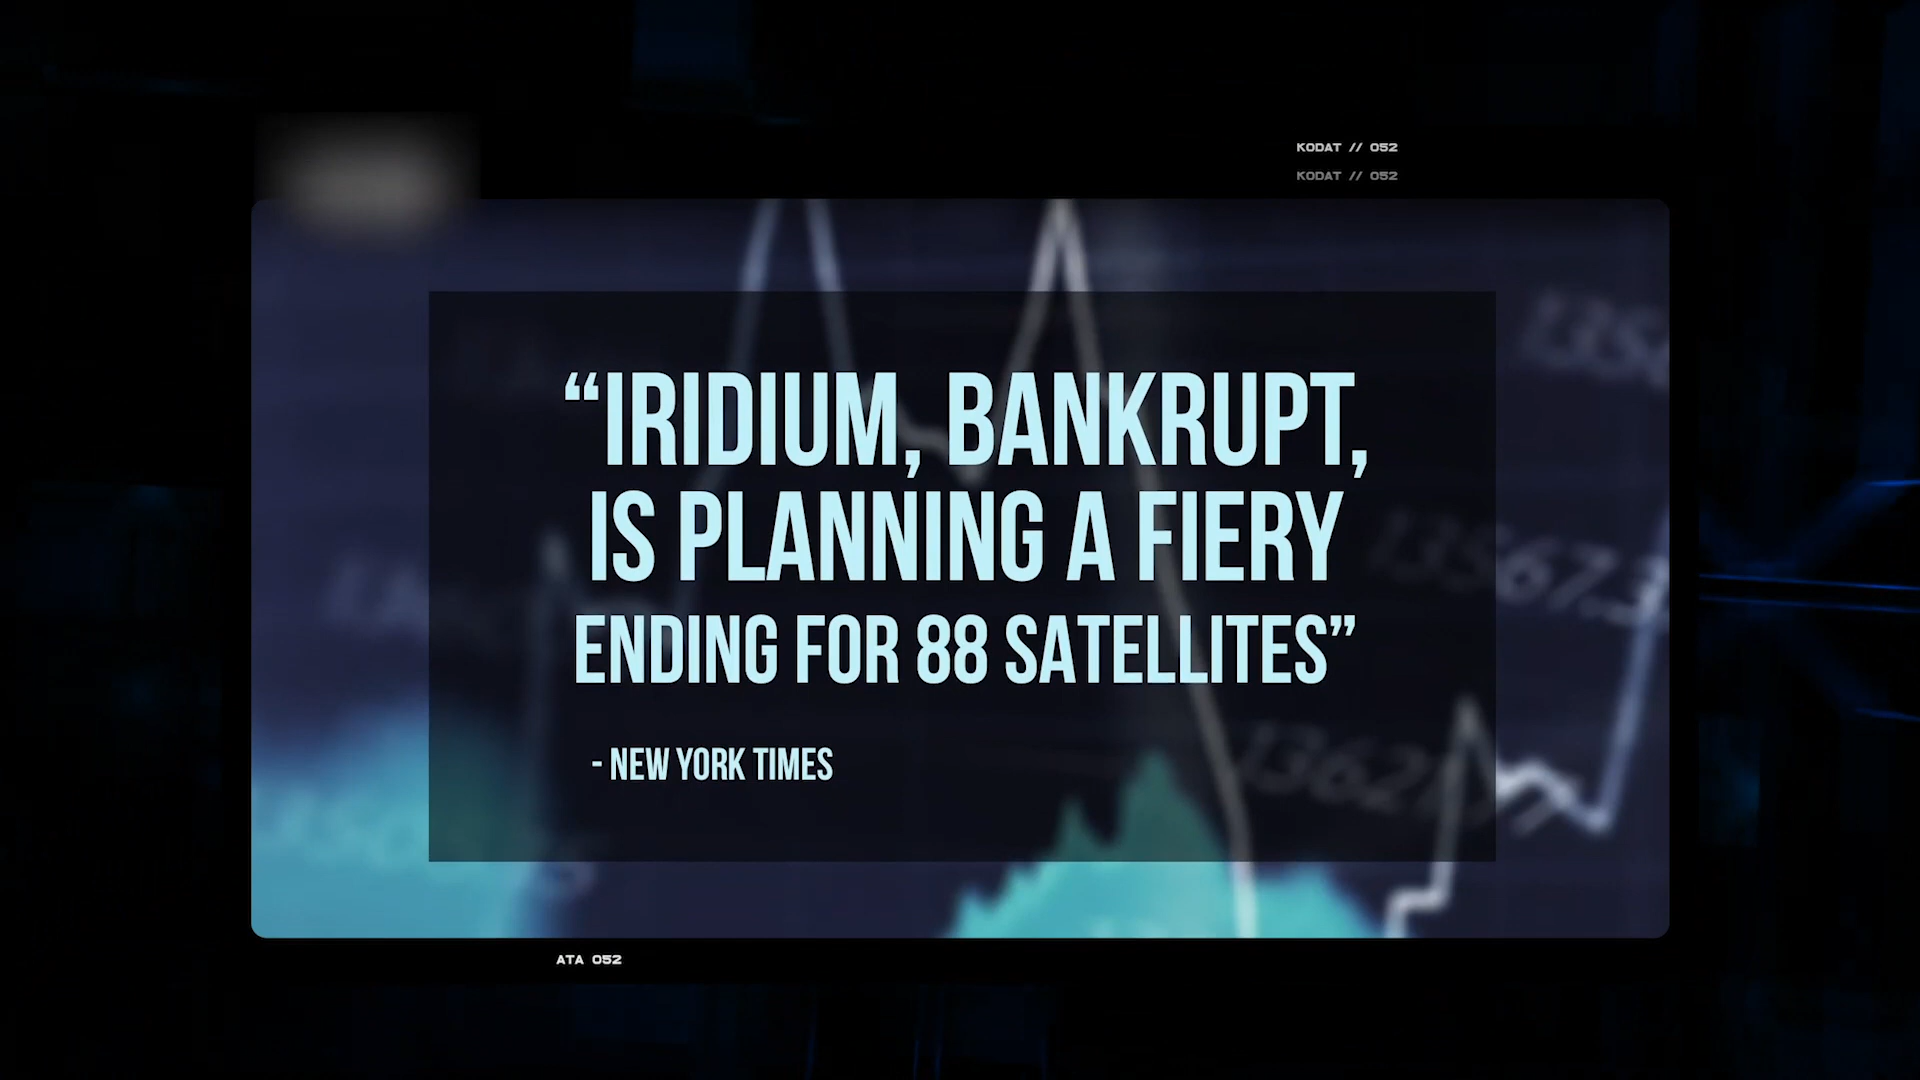 KODAT // 052
KODAT // 052
“IRIDIUM, BANKRUPT,
IS PLANNING A FIERY
ENDING FOR 88 SATELLITES”
- NEW YORK TIMES
ATA 052